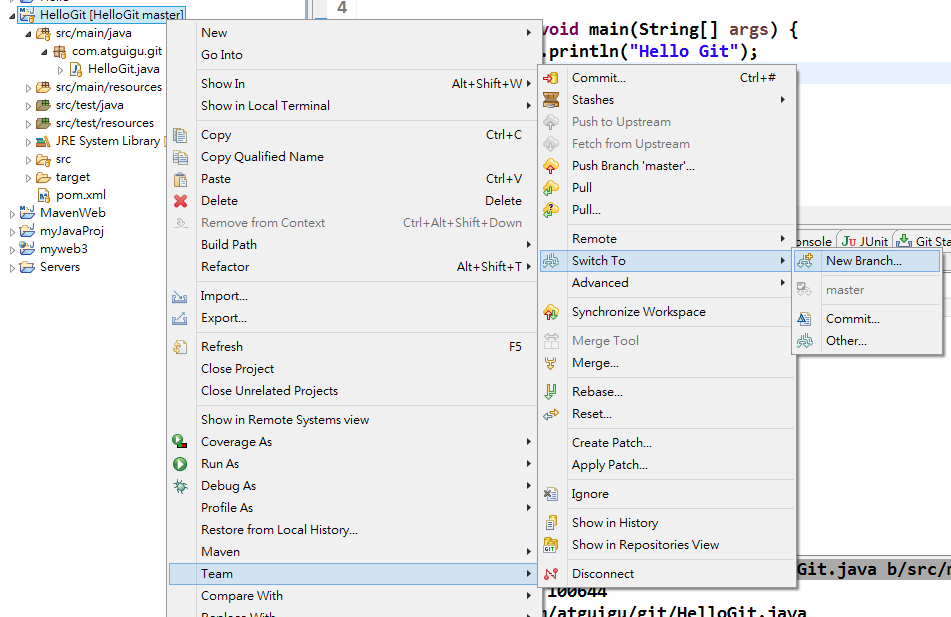 HelloGit [HelloGit master]
src/main/java
com.atguigu.git
HelloGit.java
src/main/resources
src/test/java
src/test/resources
JRE System Library [
src
target
pom.xml
MavenWeb
myJavaProj
myweb3
Servers
4
void main(String[] args) {
.println("Hello Git");
New
Go Into
Show In Alt+Shift+W
Show in Local Terminal
Copy Ctrl+C
Copy Qualified Name
Paste Ctrl+V
Delete Delete
Remove from Context Ctrl+Alt+Shift+Down
Build Path
Refactor Alt+Shift+T
Import...
Export...
Refresh F5
Close Project
Close Unrelated Projects
Show in Remote Systems view
Coverage As
Run As
Debug As
Profile As
Restore from Local History...
Maven
Team
Compare With
Replace With
Commit... Ctrl+#
Stashes
Push to Upstream
Fetch from Upstream
Push Branch 'master'...
Pull
Pull...
Remote
Switch To
Advanced
Synchronize Workspace
Merge Tool
Merge...
Rebase...
Reset...
Create Patch...
Apply Patch...
Ignore
Show in History
Show in Repositories View
Disconnect
onsole JUnit Git Sta
New Branch...
master
Commit...
Other...
Git.java b/src/
100644
m/atguigu/git/HelloGit.java